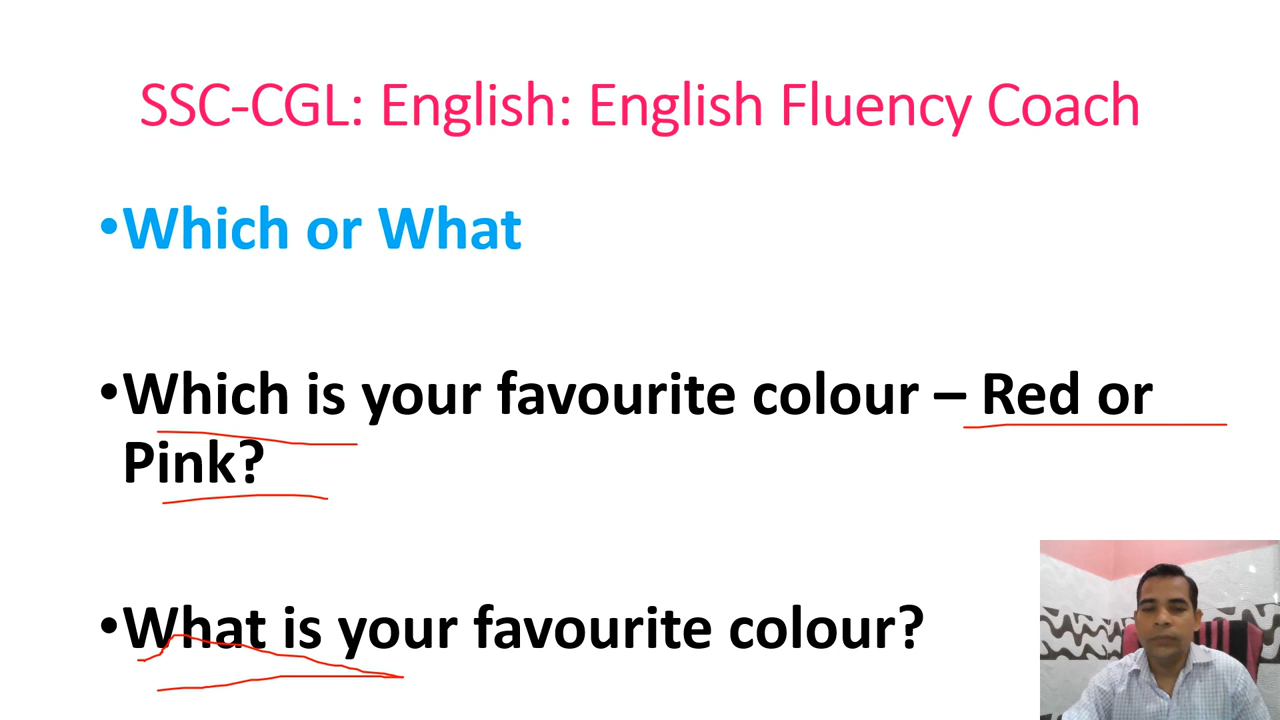 SSC-CGL: English: English Fluency Coach
•Which or What
•Which is your favourite colour – Red or
Pink?
•What is your favourite colour?